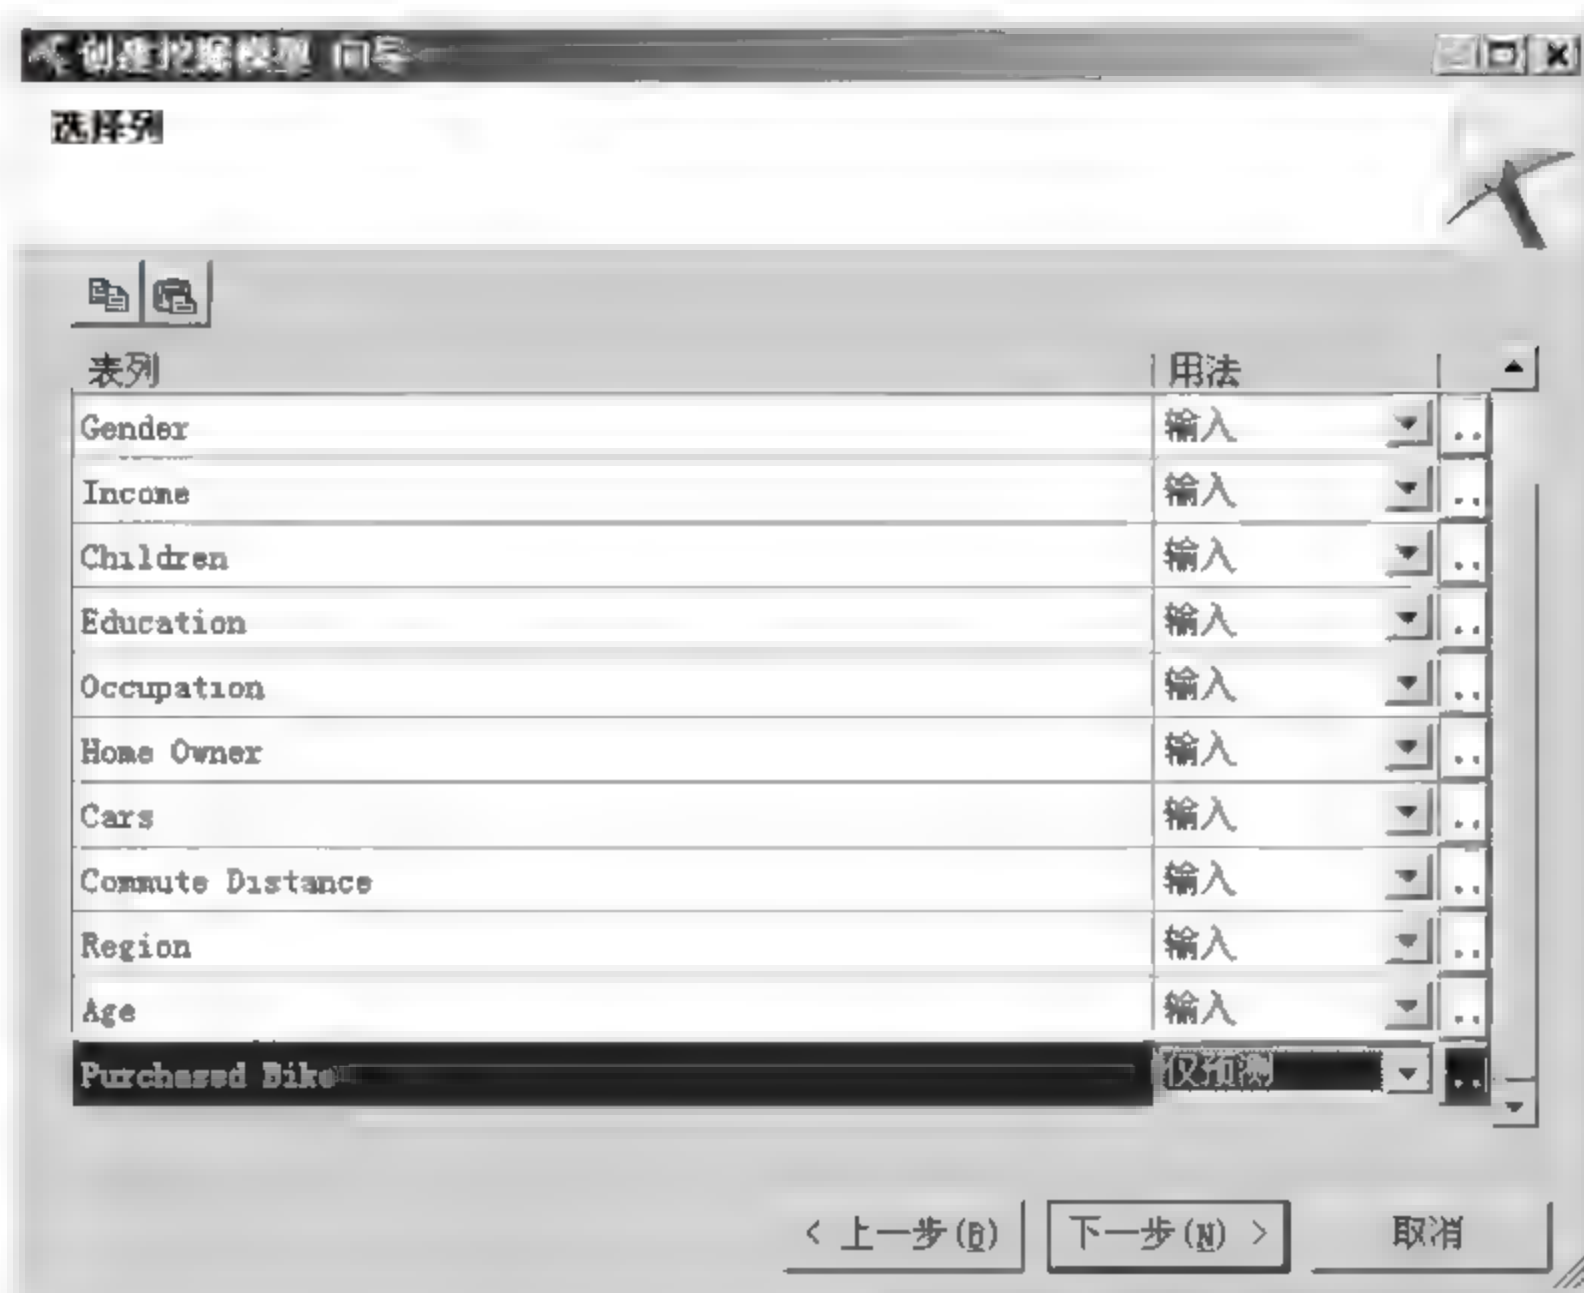 创建挖掘模型 向导
选择列
表列 用法
Gender 输入
Income 输入
Children 输入
Education 输入
Occupation 输入
Home Owner 输入
Cars 输入
Commute Distance 输入
Region 输入
Age 输入
Purchased Bike 仅预测
< 上一步(B) 下一步(N) > 取消